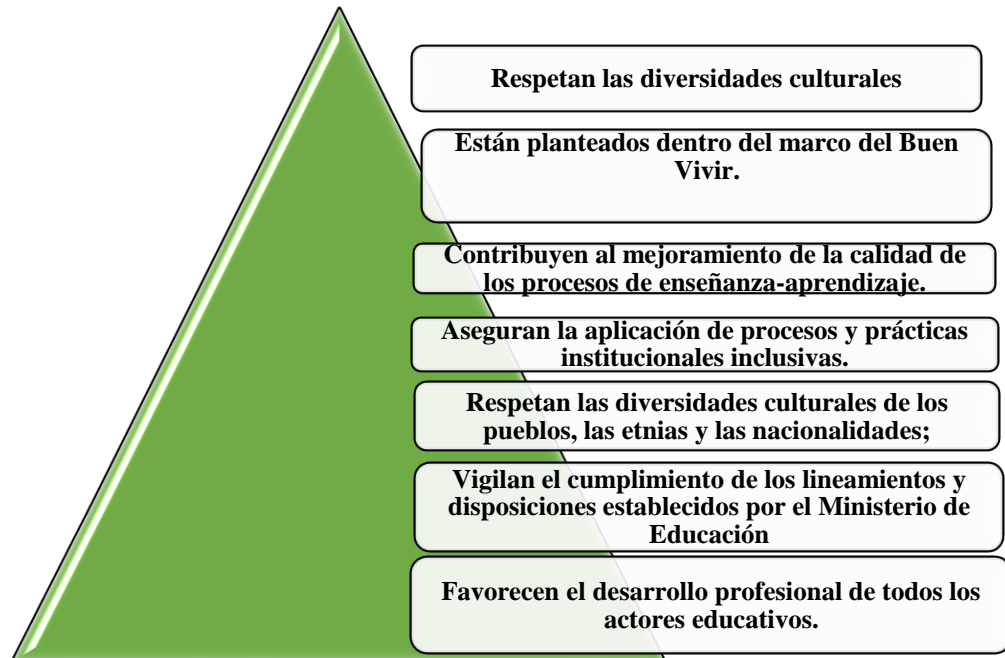 Respetan las diversidades culturales
Están planteados dentro del marco del Buen
Vivir.
Contribuyen al mejoramiento de la calidad de
los procesos de enseñanza-aprendizaje.
Aseguran la aplicación de procesos y prácticas
institucionales inclusivas.
Respetan las diversidades culturales de los
pueblos, las etnias y las nacionalidades;
Vigilan el cumplimiento de los lineamientos y
disposiciones establecidos por el Ministerio de
Educación
Favorecen el desarrollo profesional de todos los
actores educativos.